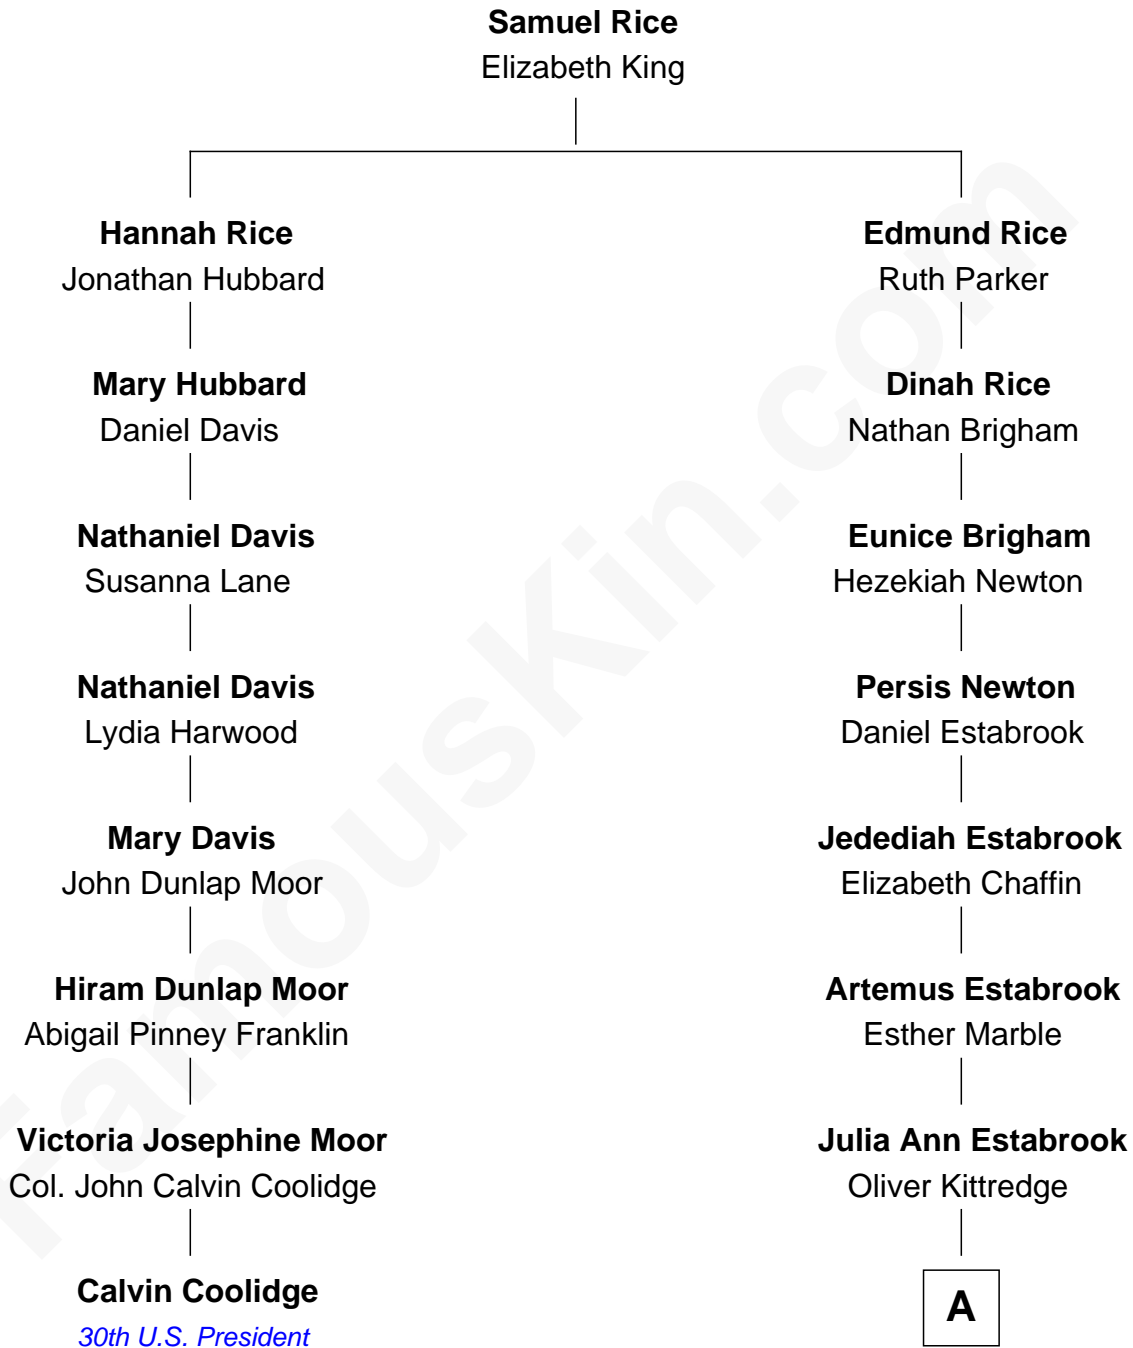 Samuel Rice
Elizabeth King
Hannah Rice
Jonathan Hubbard
Edmund Rice
Ruth Parker
Mary Hubbard
Daniel Davis
Dinah Rice
Nathan Brigham
Nathaniel Davis
Susanna Lane
Eunice Brigham
Hezekiah Newton
Nathaniel Davis
Lydia Harwood
Persis Newton
Daniel Estabrook
Mary Davis
John Dunlap Moor
Jedediah Estabrook
Elizabeth Chaffin
Hiram Dunlap Moor
Abigail Pinney Franklin
Artemus Estabrook
Esther Marble
Victoria Josephine Moor
Col. John Calvin Coolidge
Julia Ann Estabrook
Oliver Kittredge
Calvin Coolidge
30th U.S. President
A
FamousKin.com